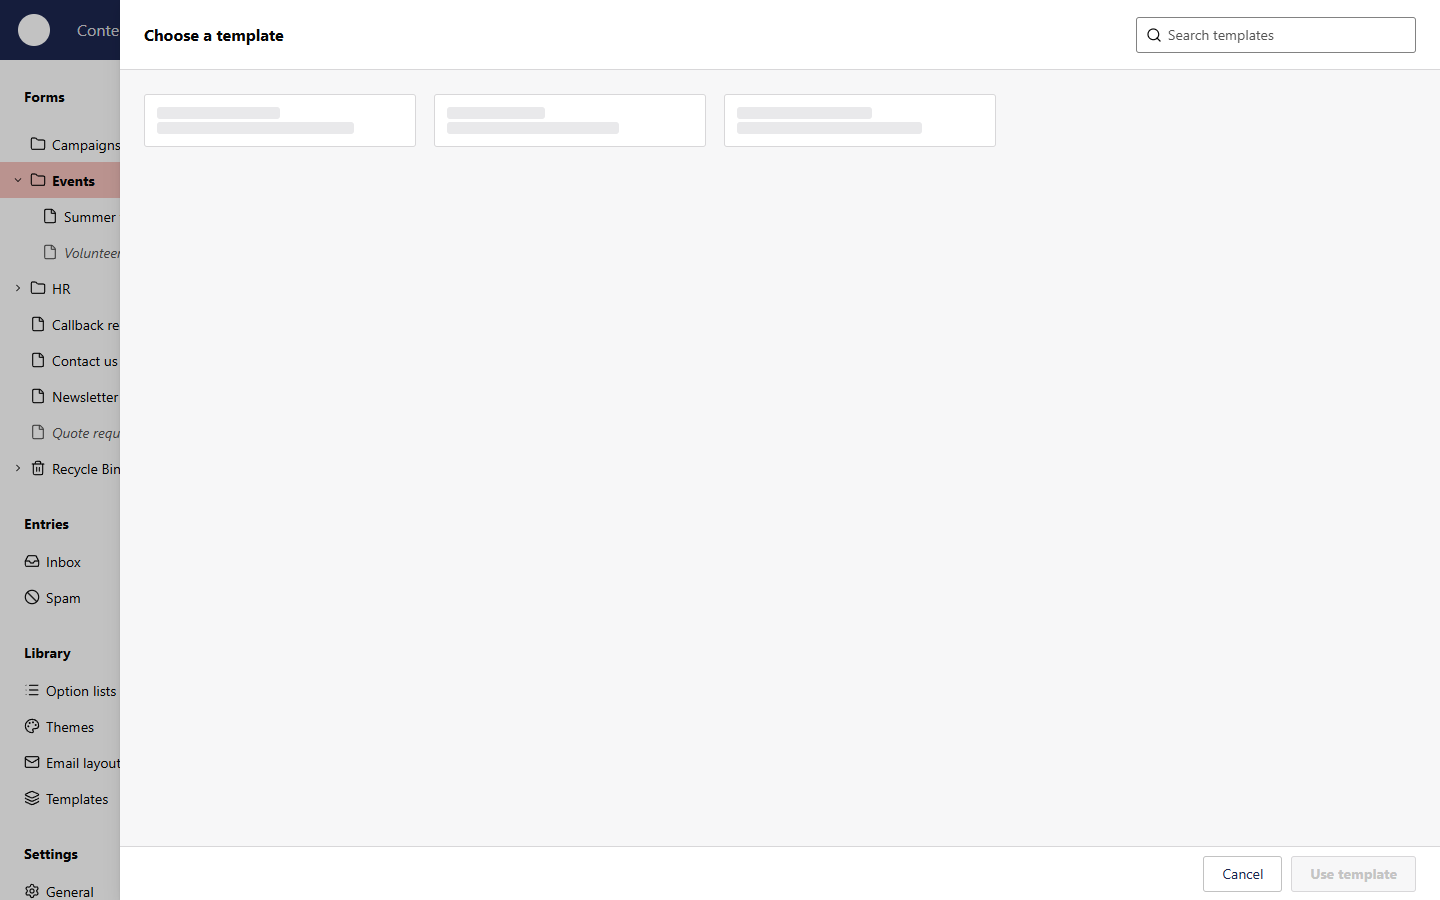 Conte
Choose a template
Search templates
Forms
Campaigns
Events
Summer
Volunteer
HR
Callback re
Contact us
Newsletter
Quote requ
Recycle Bin
Entries
Inbox
Spam
Library
Option lists
Themes
Email layout
Templates
Settings
General
Cancel
Use template